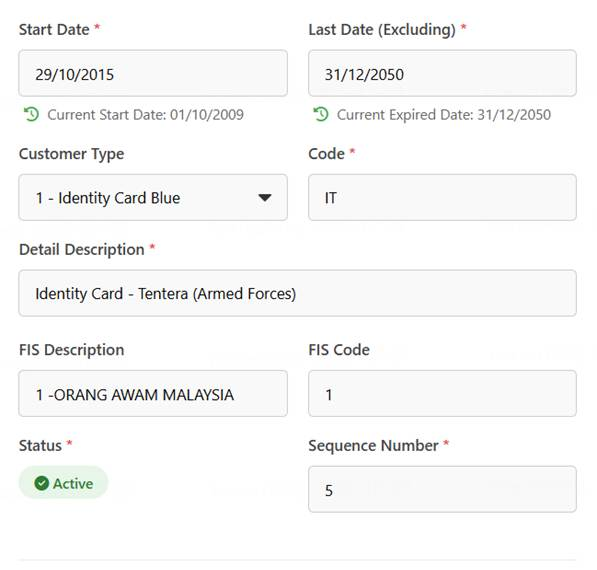 Start Date *
Last Date (Excluding) *
29/10/2015
31/12/2050
Current Start Date: 01/10/2009
Current Expired Date: 31/12/2050
Customer Type
Code *
1 - Identity Card Blue
IT
Detail Description *
Identity Card - Tentera (Armed Forces)
FIS Description
FIS Code
1 -ORANG AWAM MALAYSIA
1
Status *
Sequence Number *
Active
5